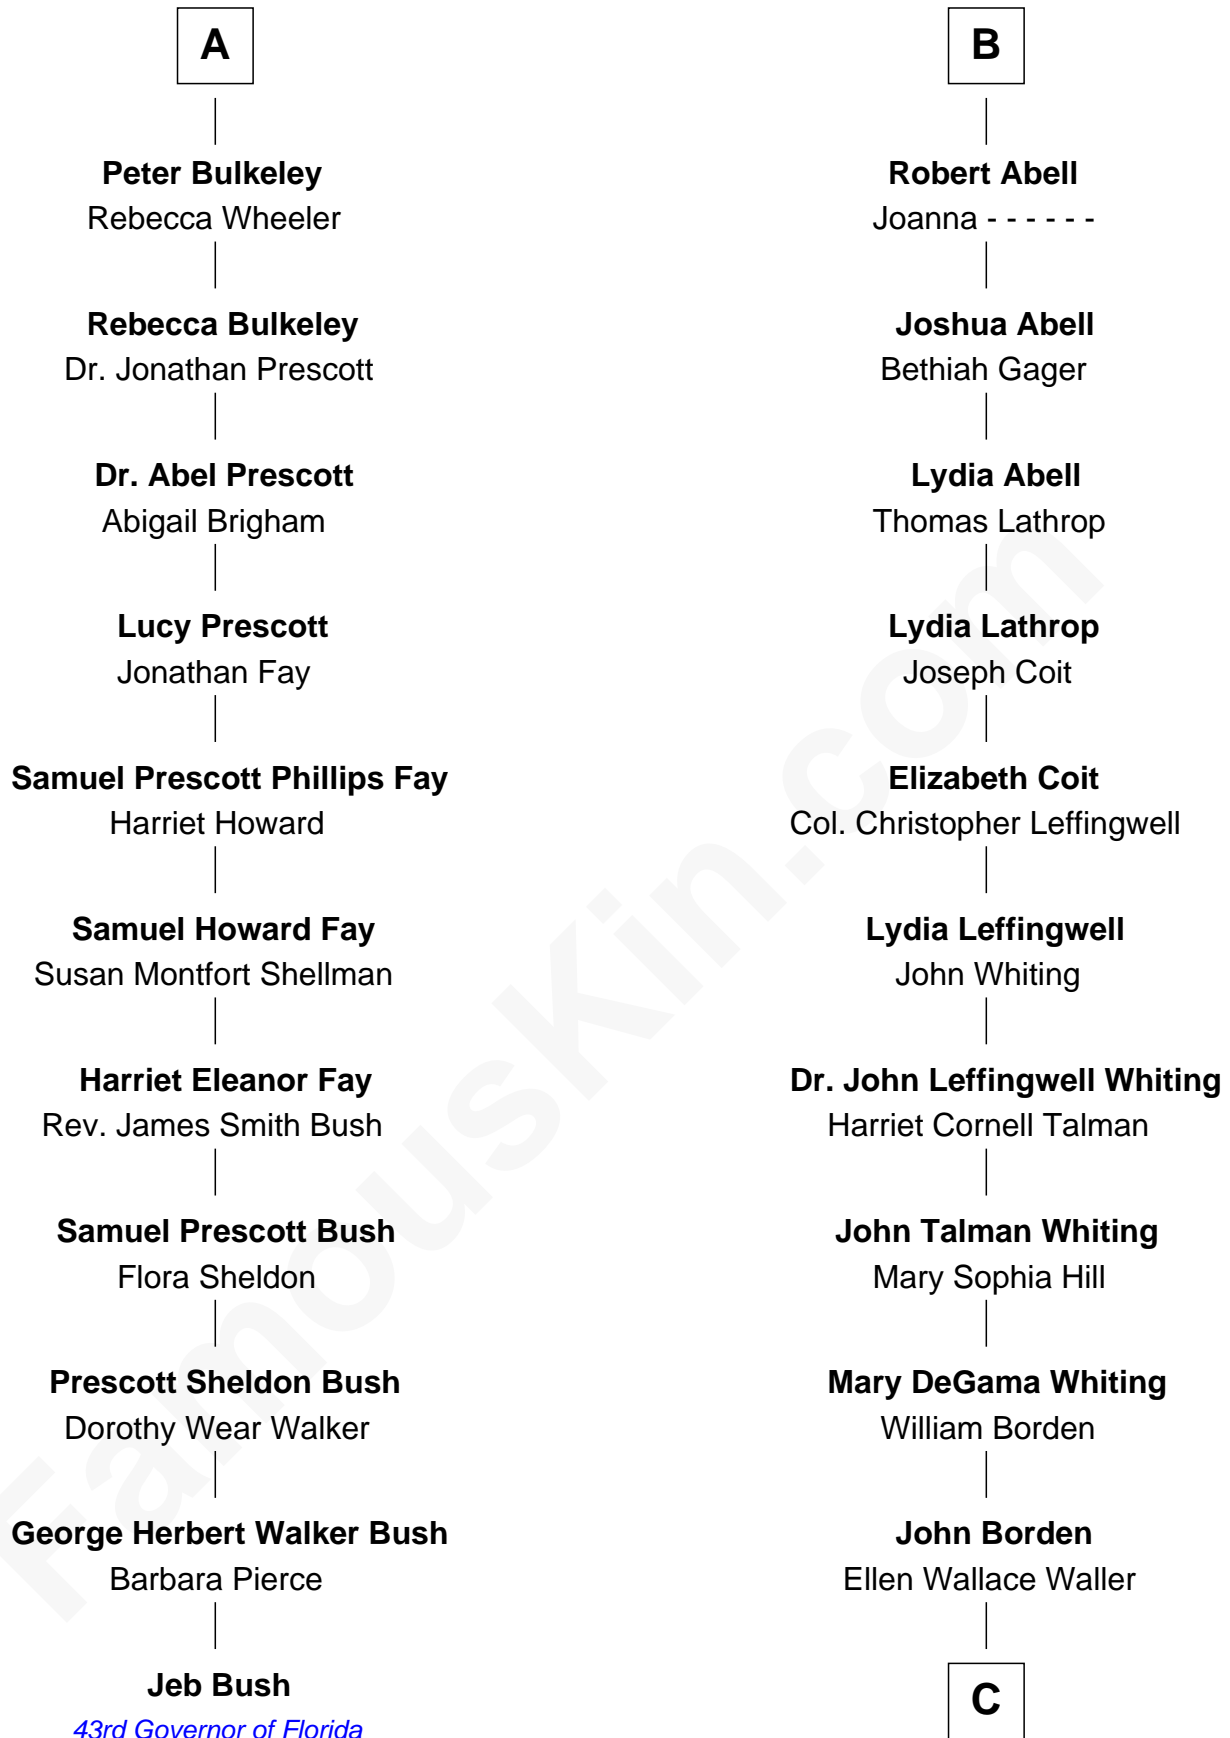 A
Peter Bulkeley
Rebecca Wheeler
Rebecca Bulkeley
Dr. Jonathan Prescott
Dr. Abel Prescott
Abigail Brigham
Lucy Prescott
Jonathan Fay
Samuel Prescott Phillips Fay
Harriet Howard
Samuel Howard Fay
Susan Montfort Shellman
Harriet Eleanor Fay
Rev. James Smith Bush
Samuel Prescott Bush
Flora Sheldon
Prescott Sheldon Bush
Dorothy Wear Walker
George Herbert Walker Bush
Barbara Pierce
Jeb Bush
43rd Governor of Florida
B
Robert Abell
Joanna - - - - - -
Joshua Abell
Bethiah Gager
Lydia Abell
Thomas Lathrop
Lydia Lathrop
Joseph Coit
Elizabeth Coit
Col. Christopher Leffingwell
Lydia Leffingwell
John Whiting
Dr. John Leffingwell Whiting
Harriet Cornell Talman
John Talman Whiting
Mary Sophia Hill
Mary DeGama Whiting
William Borden
John Borden
Ellen Wallace Waller
C
FamousKin.com